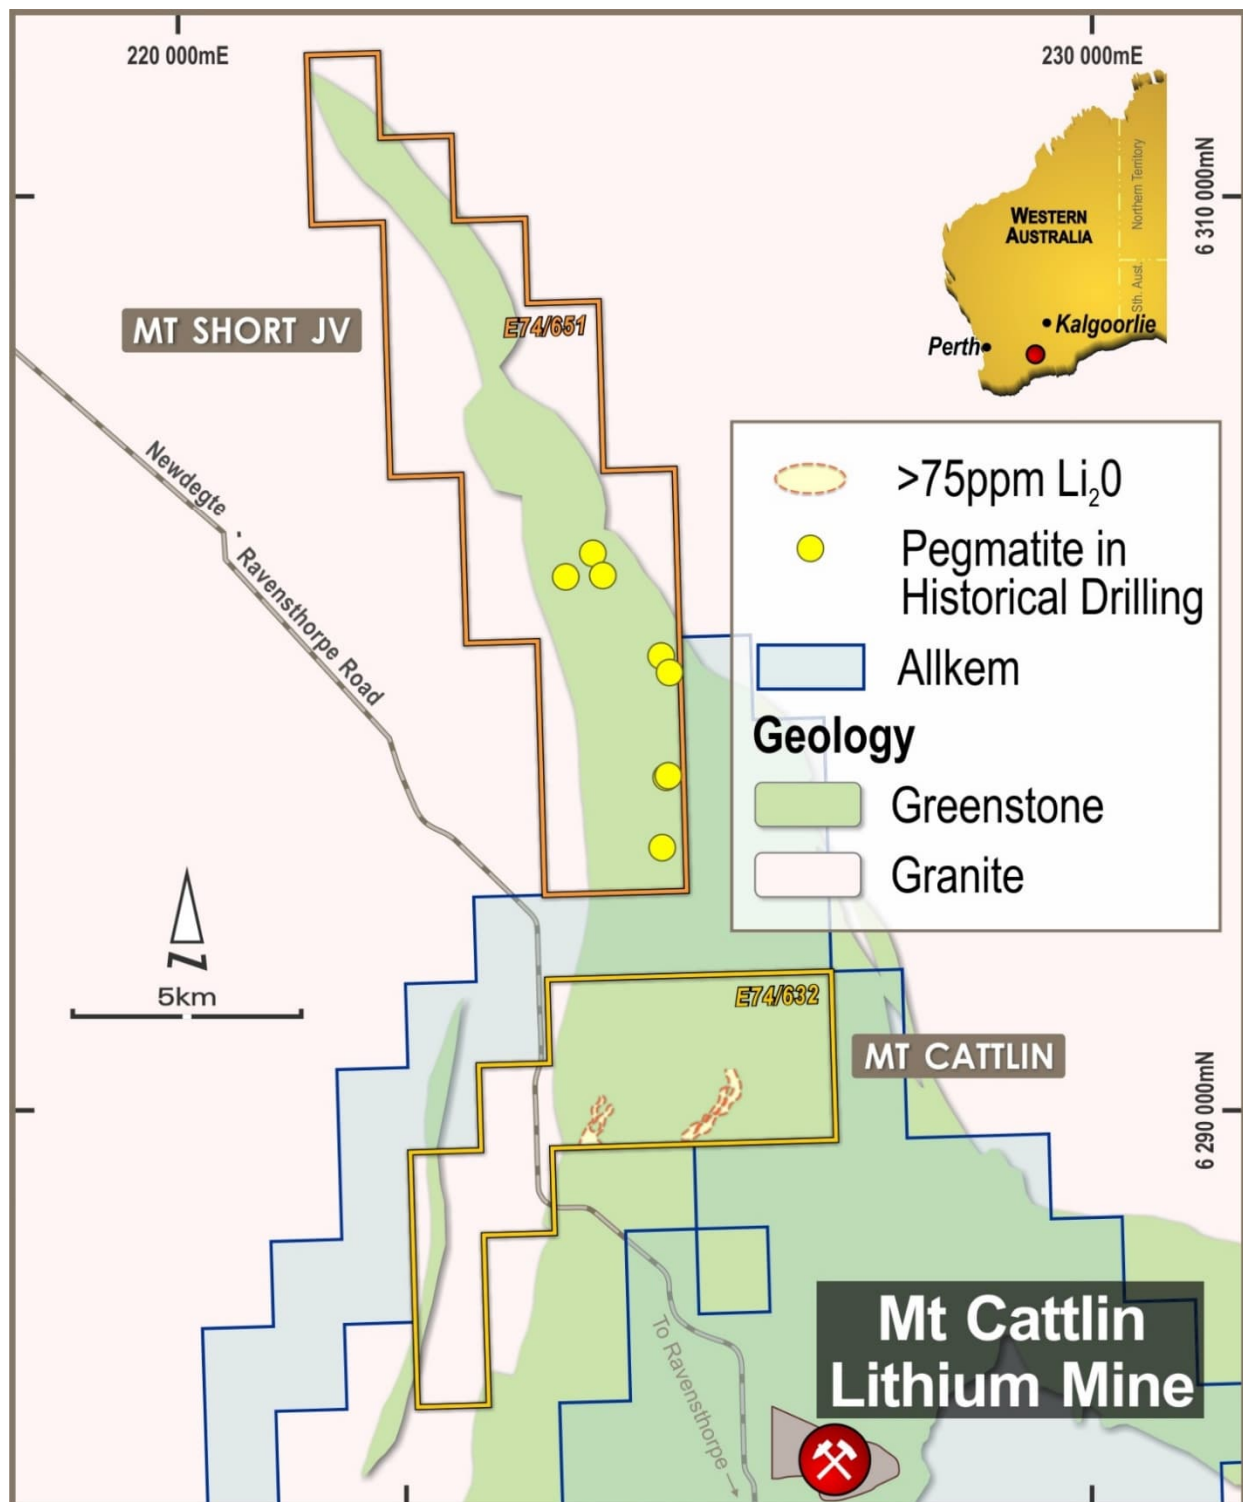 220 000mE
230 000mE
6 310 000mN
WESTERN
AUSTRALIA
Northern Territory
Sth. Aust.
Kalgoorlie
Perth
MT SHORT JV
E74/651
Newdegte - Ravensthorpe Road
>75ppm Li₂0
Pegmatite in
Historical Drilling
Allkem
Geology
Greenstone
Granite
N
5km
E74/632
MT CATTLIN
6 290 000mN
Mt Cattlin
Lithium Mine
To Ravensthorpe →